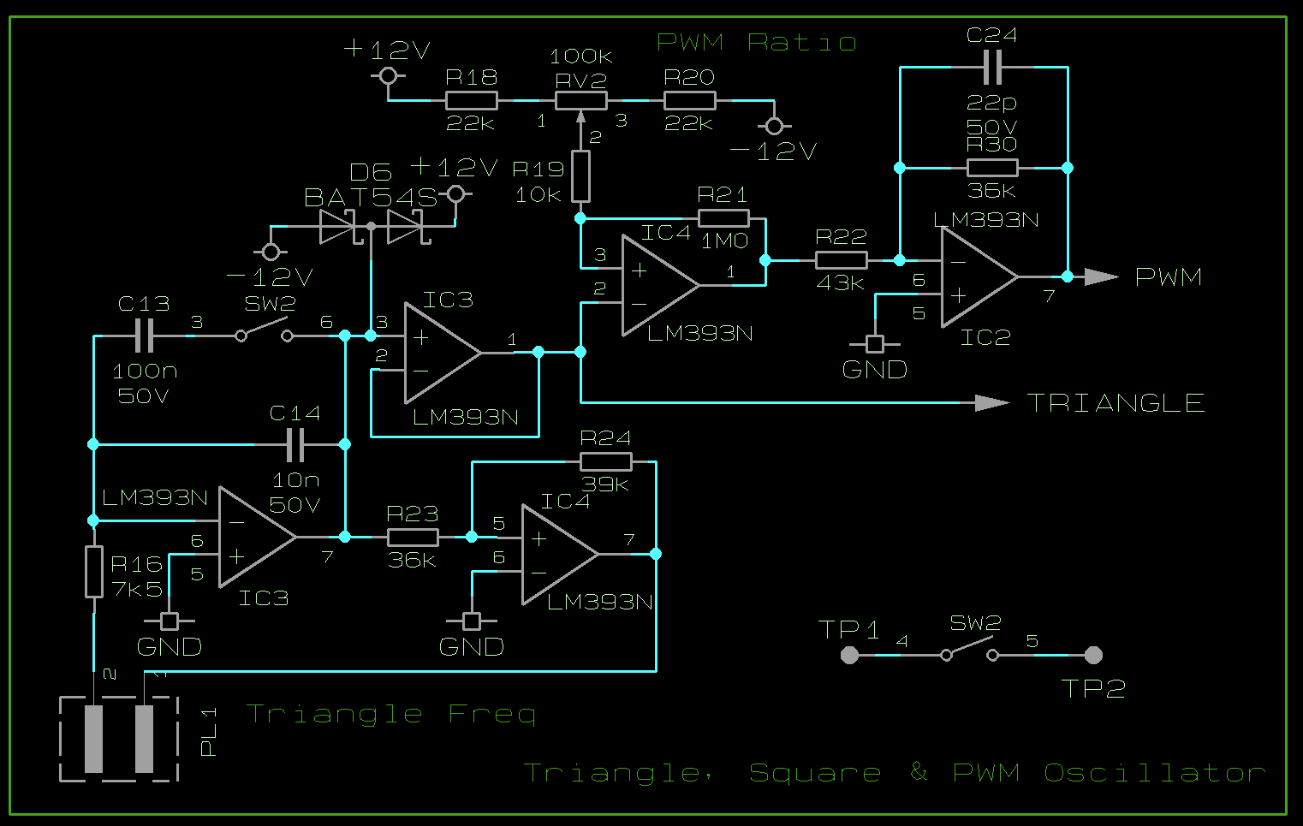 PWM Ratio
C24
+12V
100k
R18
RV2
R20
22k
1
2
3
22k
22p
50V
-12V
R30
36k
D6
+12V
BAT54S
R19
10k
R21
1M0
LM393N
IC4
R22
43k
3
2
1
LM393N
-
+
6
5
7
PWM
IC2
GND
-12V
C13
SW2
3
6
100n
50V
IC3
3
2
+
-
1
LM393N
TRIANGLE
C14
10n
50V
R24
39k
LM393N
6
5
-
+
7
IC3
R23
36k
IC4
5
6
+
-
7
LM393N
R16
7k5
GND
GND
TP1
4
SW2
5
TP2
2
1
PL1
Triangle Freq
Triangle, Square & PWM Oscillator